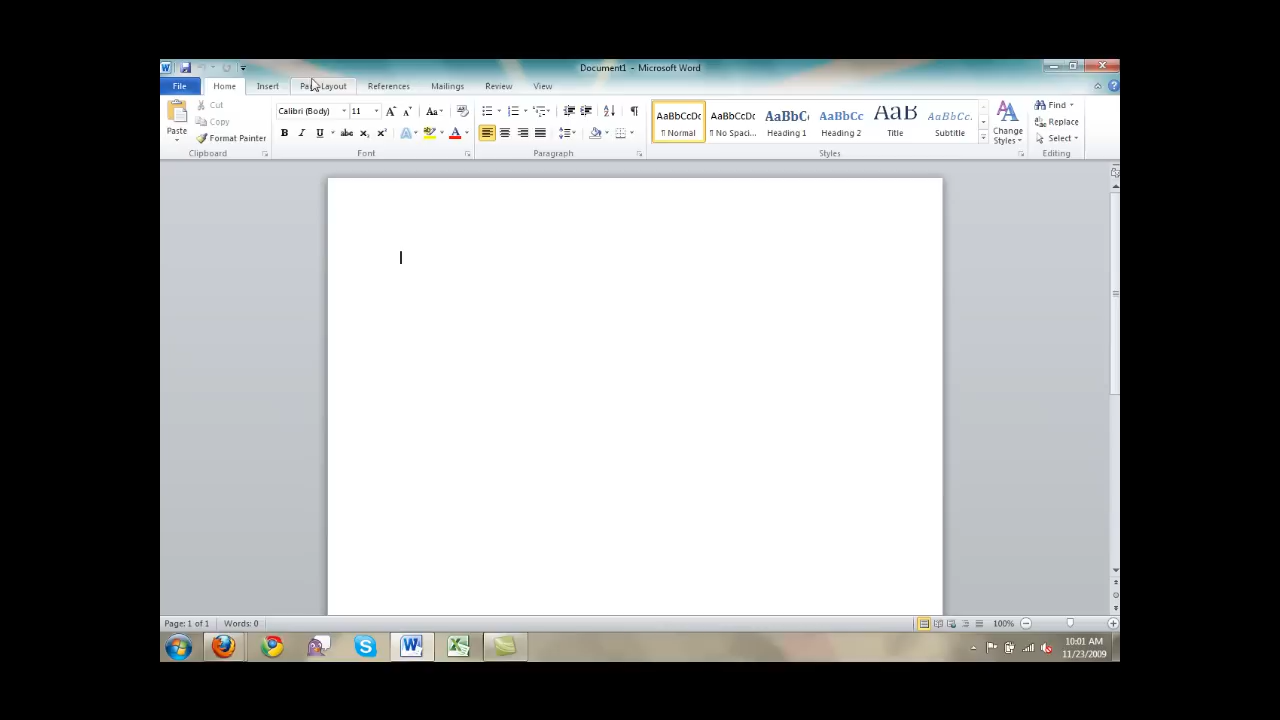 Document1 - Microsoft Word
File Home Insert Page Layout References Mailings Review View
Cut
Copy
Format Painter
Paste
Clipboard
Calibri (Body) 11
Font
Paragraph
AaBbCcDc AaBbCcDc AaBbC AaBbCc AaB AaBbCc.
¶ Normal ¶ No Spaci... Heading 1 Heading 2 Title Subtitle
Change
Styles
Styles
Find
Replace
Select
Editing
Page: 1 of 1 Words: 0
100%
10:01 AM
11/23/2009